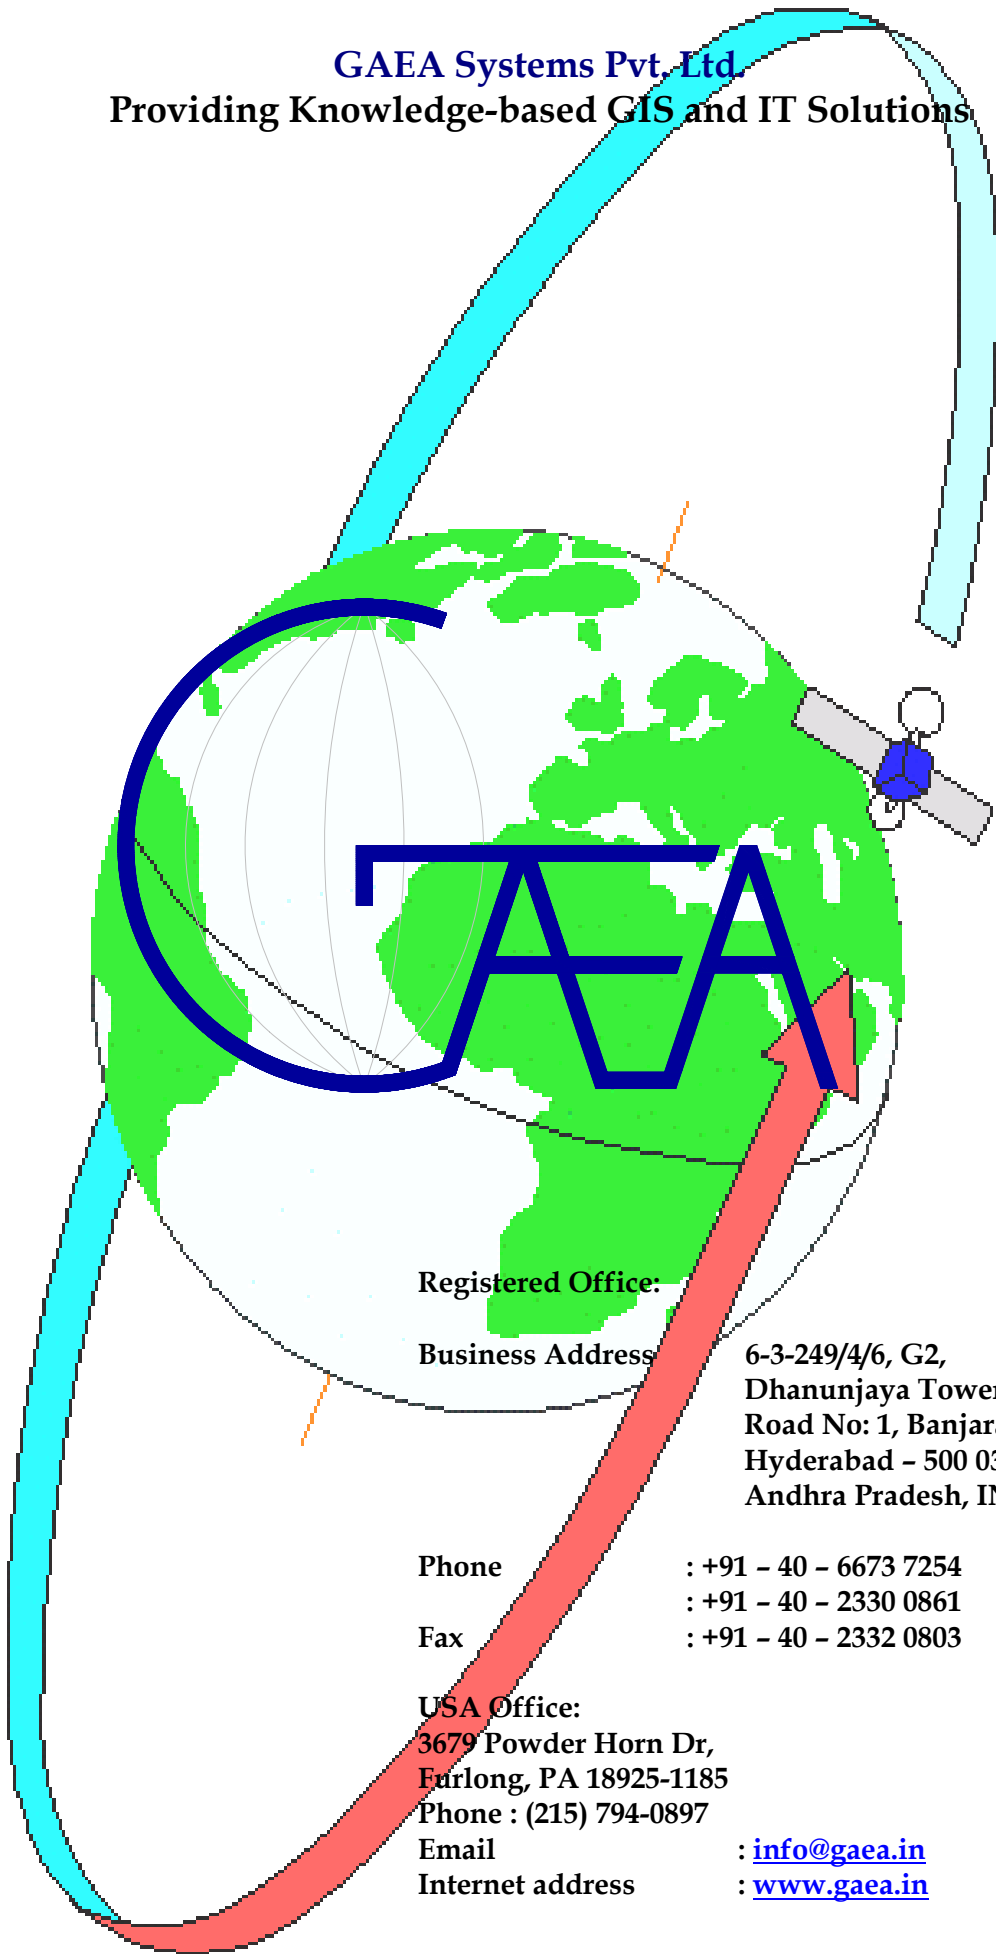 GAEA Systems Pvt. Ltd.
Providing Knowledge-based GIS and IT Solutions
GAEA
Registered Office:
Business Address 6-3-249/4/6, G2,
Dhanunjaya Tower
Road No: 1, Banjara
Hyderabad – 500 03
Andhra Pradesh, IN
Phone : +91 – 40 – 6673 7254
: +91 – 40 – 2330 0861
Fax : +91 – 40 – 2332 0803
USA Office:
3679 Powder Horn Dr,
Furlong, PA 18925-1185
Phone : (215) 794-0897
Email : info@gaea.in
Internet address : www.gaea.in